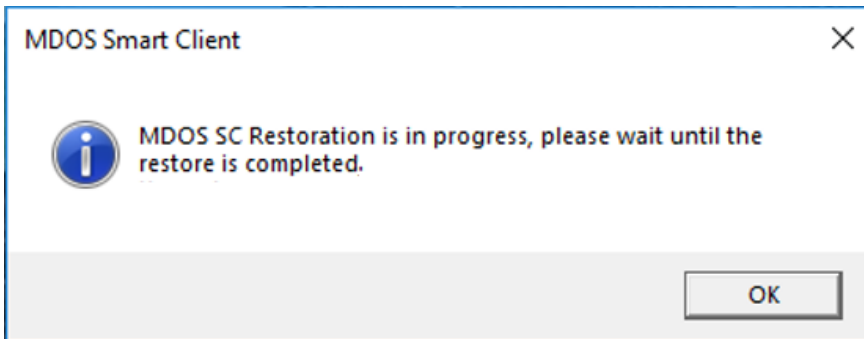 MDOS Smart Client
MDOS SC Restoration is in progress, please wait until the
restore is completed.
OK